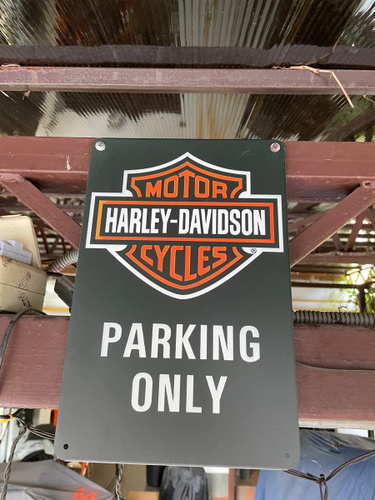 MOTOR
HARLEY-DAVIDSON
CYCLES ®
PARKING
ONLY